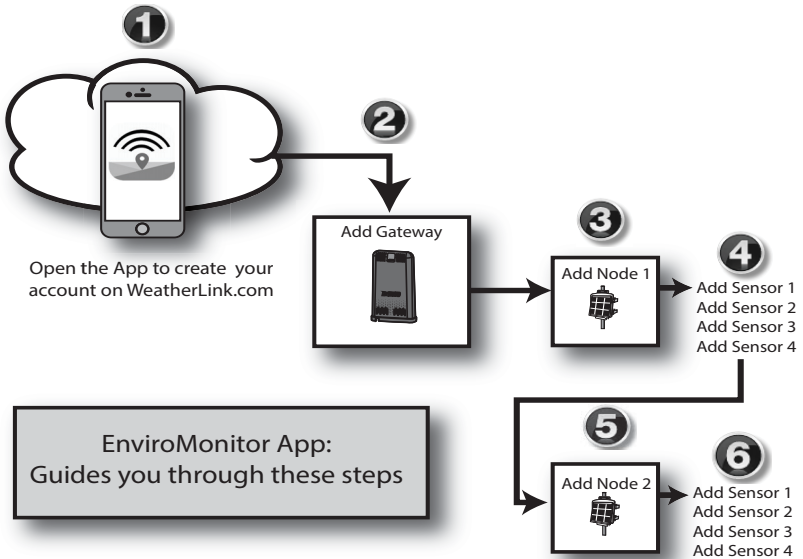 1
Open the App to create your
account on WeatherLink.com
2
Add Gateway
3
Add Node 1
4
Add Sensor 1
Add Sensor 2
Add Sensor 3
Add Sensor 4
EnviroMonitor App:
Guides you through these steps
5
Add Node 2
6
Add Sensor 1
Add Sensor 2
Add Sensor 3
Add Sensor 4